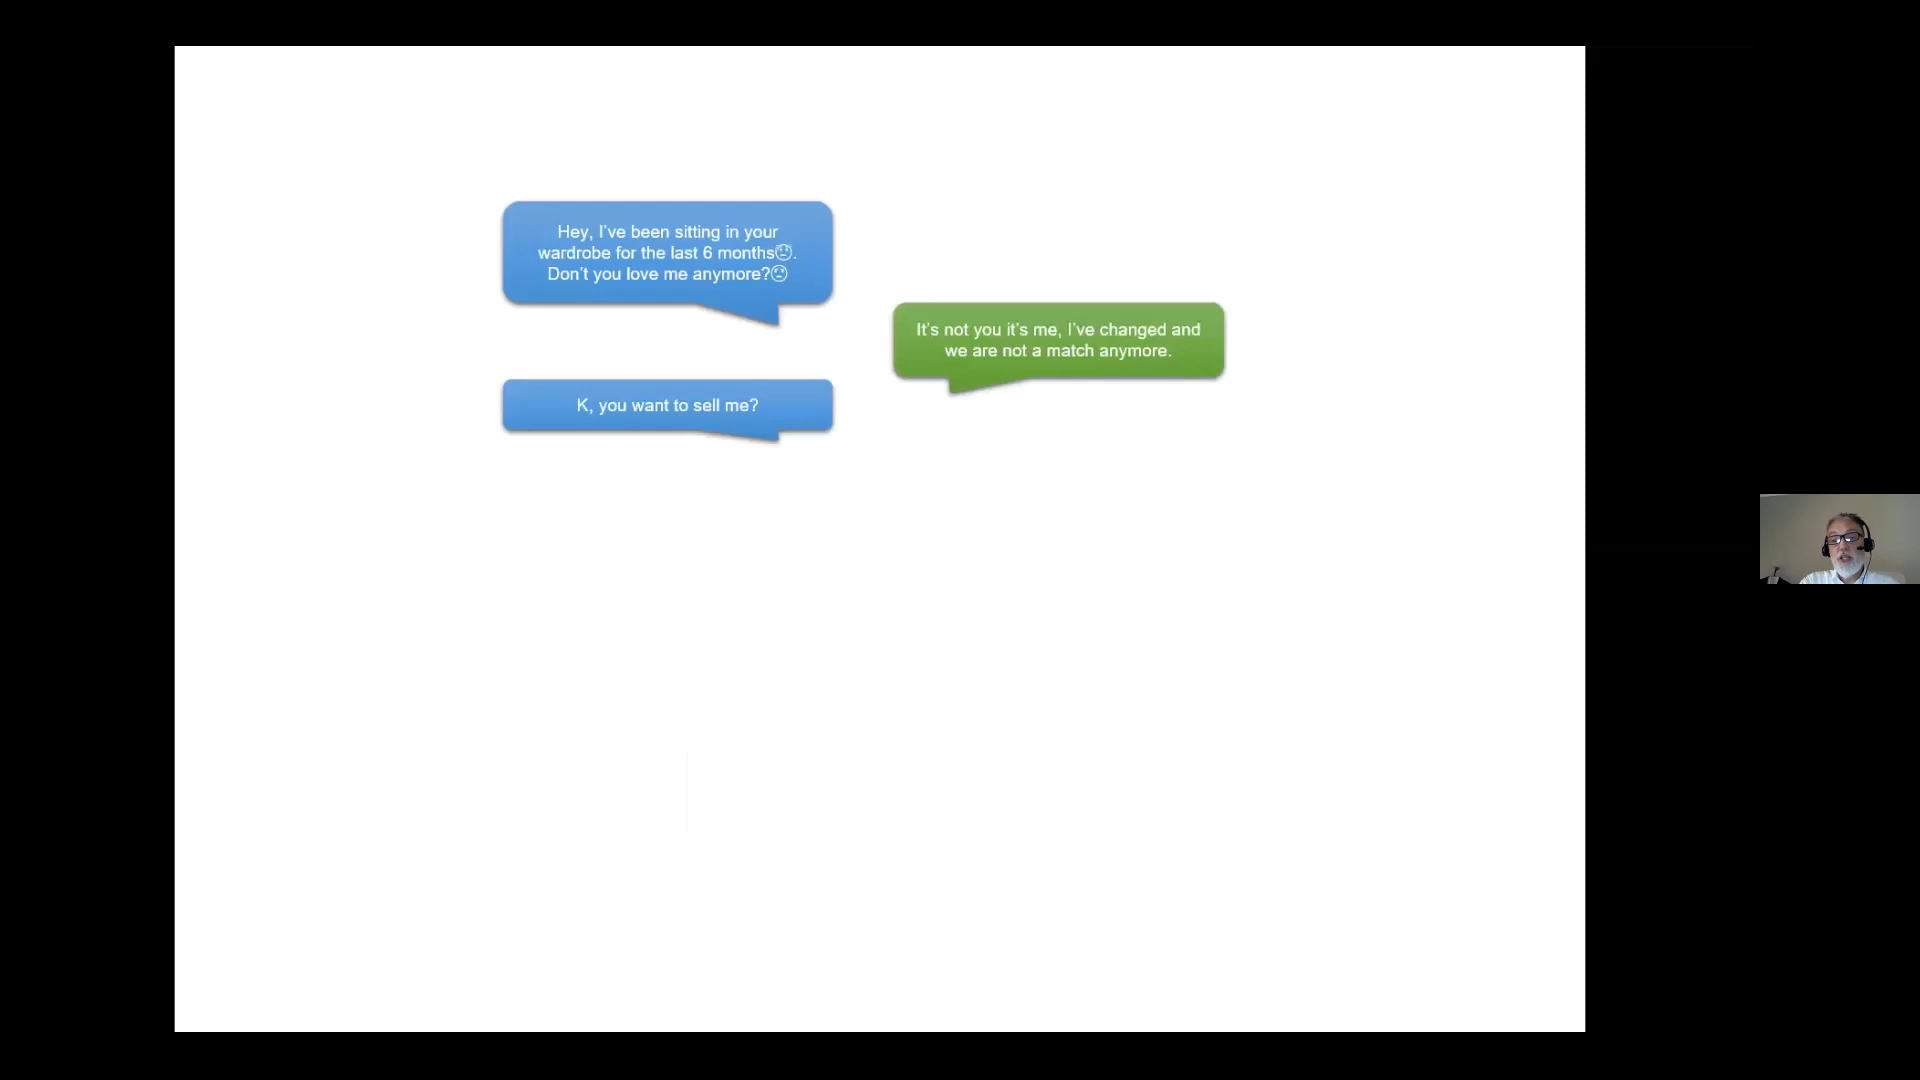 Hey, I've been sitting in your
wardrobe for the last 6 months😟.
Don't you love me anymore?😟
It's not you it's me, I've changed and
we are not a match anymore.
K, you want to sell me?